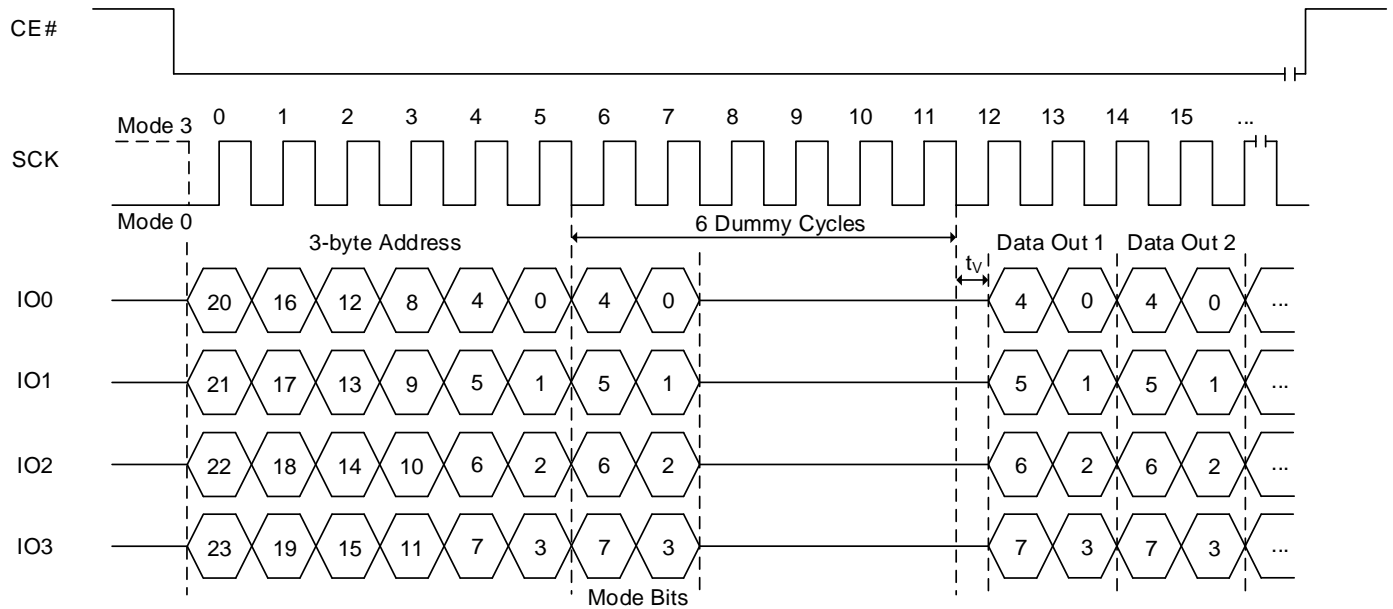 CE#
0 1 2 3 4 5 6 7 8 9 10 11 12 13 14 15 ...
Mode 3
SCK
Mode 0
6 Dummy Cycles
3-byte Address
Data Out 1 Data Out 2
tV
IO0 20 16 12 8 4 0 4 0 4 0 4 0 ...
IO1 21 17 13 9 5 1 5 1 5 1 5 1 ...
IO2 22 18 14 10 6 2 6 2 6 2 6 2 ...
IO3 23 19 15 11 7 3 7 3 7 3 7 3 ...
Mode Bits